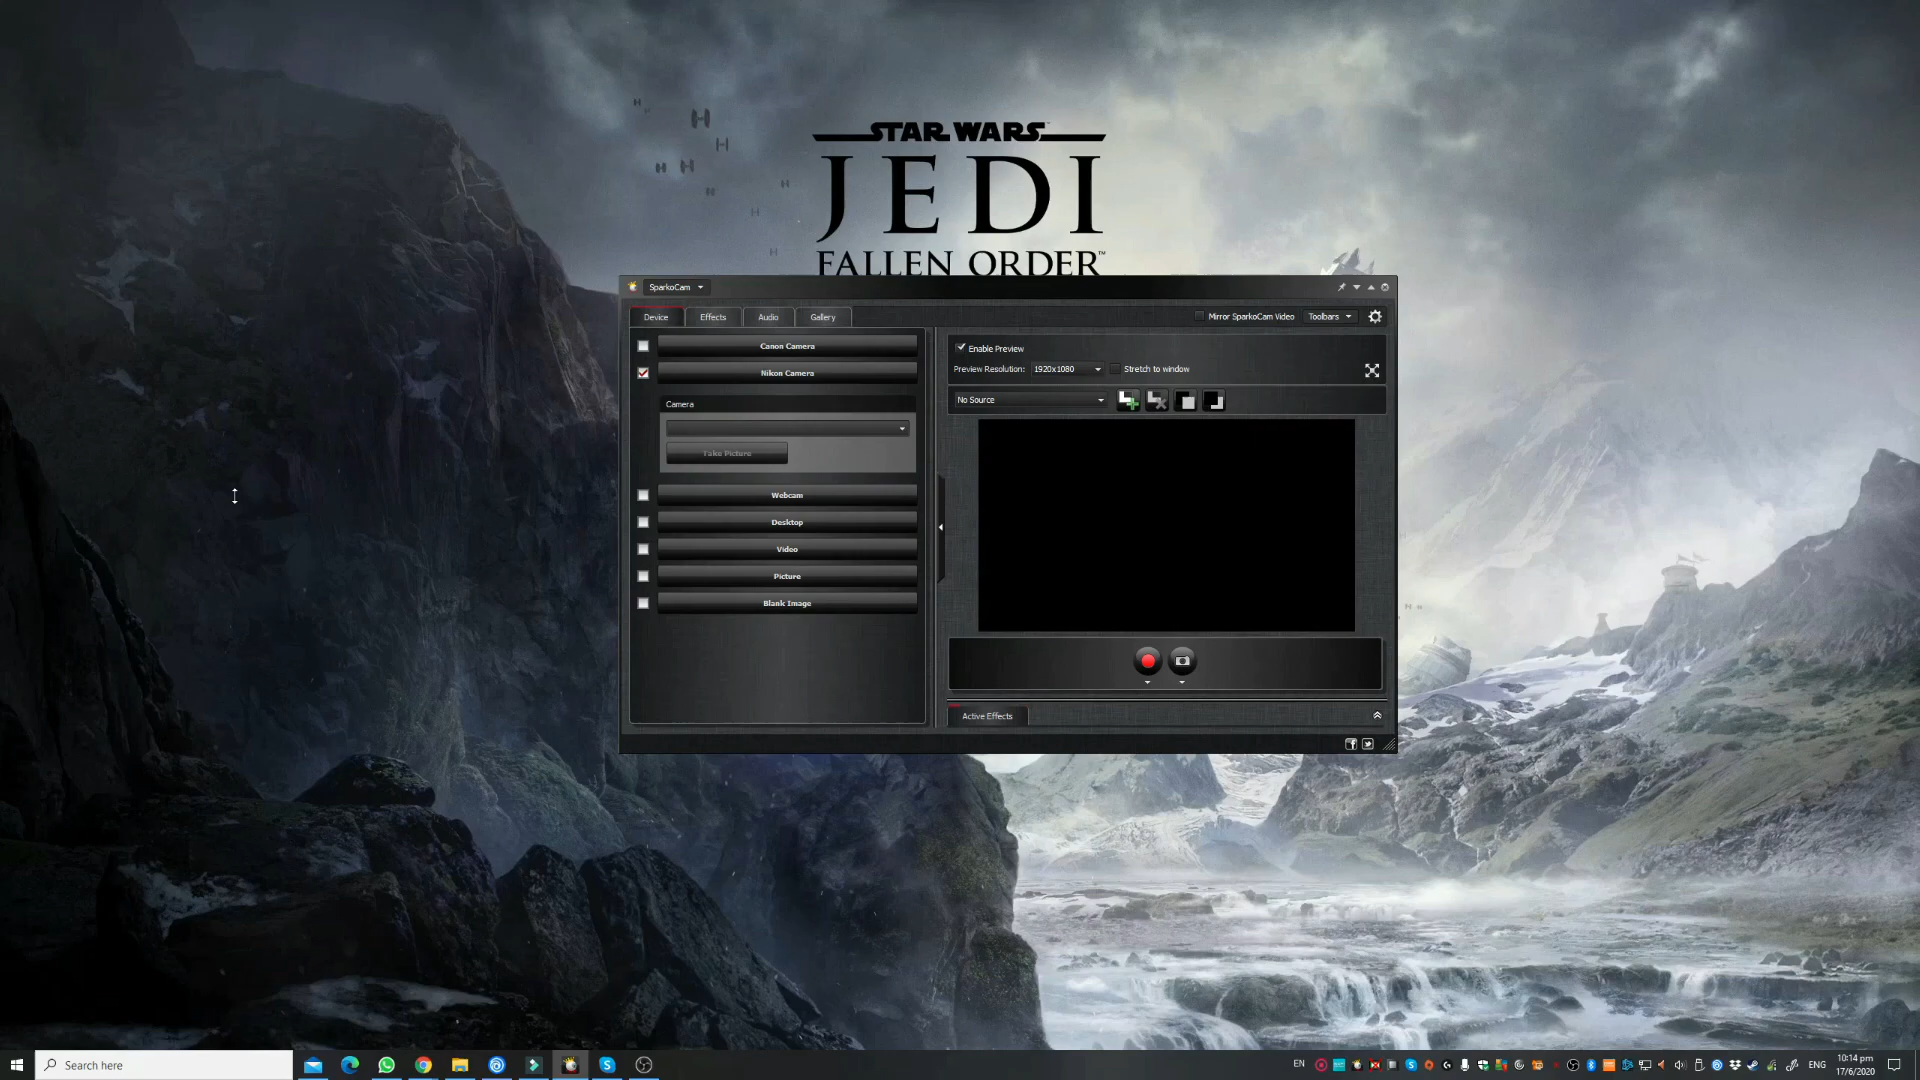 STAR WARS
JEDI
FALLEN ORDER™
SparkoCam
Device
Effects
Audio
Gallery
Mirror SparkoCam Video
Toolbars
Canon Camera
Nikon Camera
Camera
Take Picture
Webcam
Desktop
Video
Picture
Blank Image
Enable Preview
Preview Resolution:
1920x1080
Stretch to window
No Source
Active Effects
Search here
EN
ENG
10:14 pm
17/6/2020